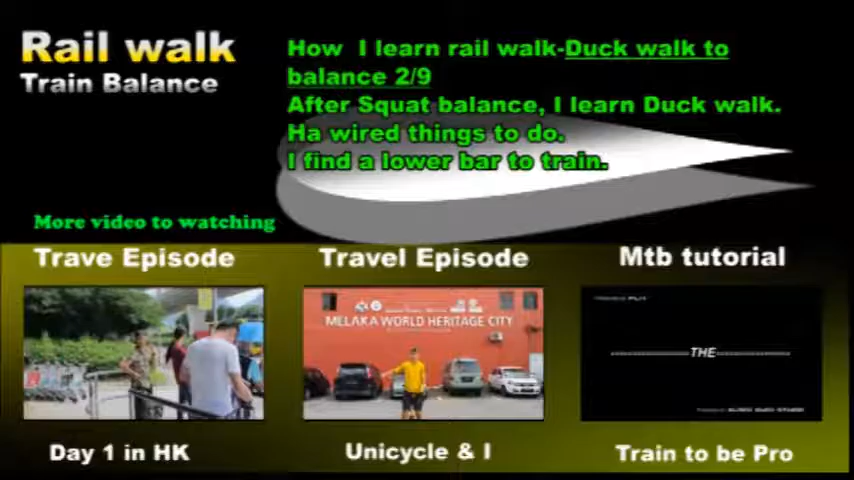 Rail walk
Train Balance
How I learn rail walk-Duck walk to
balance 2/9
After Squat balance, I learn Duck walk.
Ha wired things to do.
I find a lower bar to train.
More video to watching
Trave Episode
Travel Episode
Mtb tutorial
MELAKA WORLD HERITAGE CITY
THE
Day 1 in HK
Unicycle & I
Train to be Pro